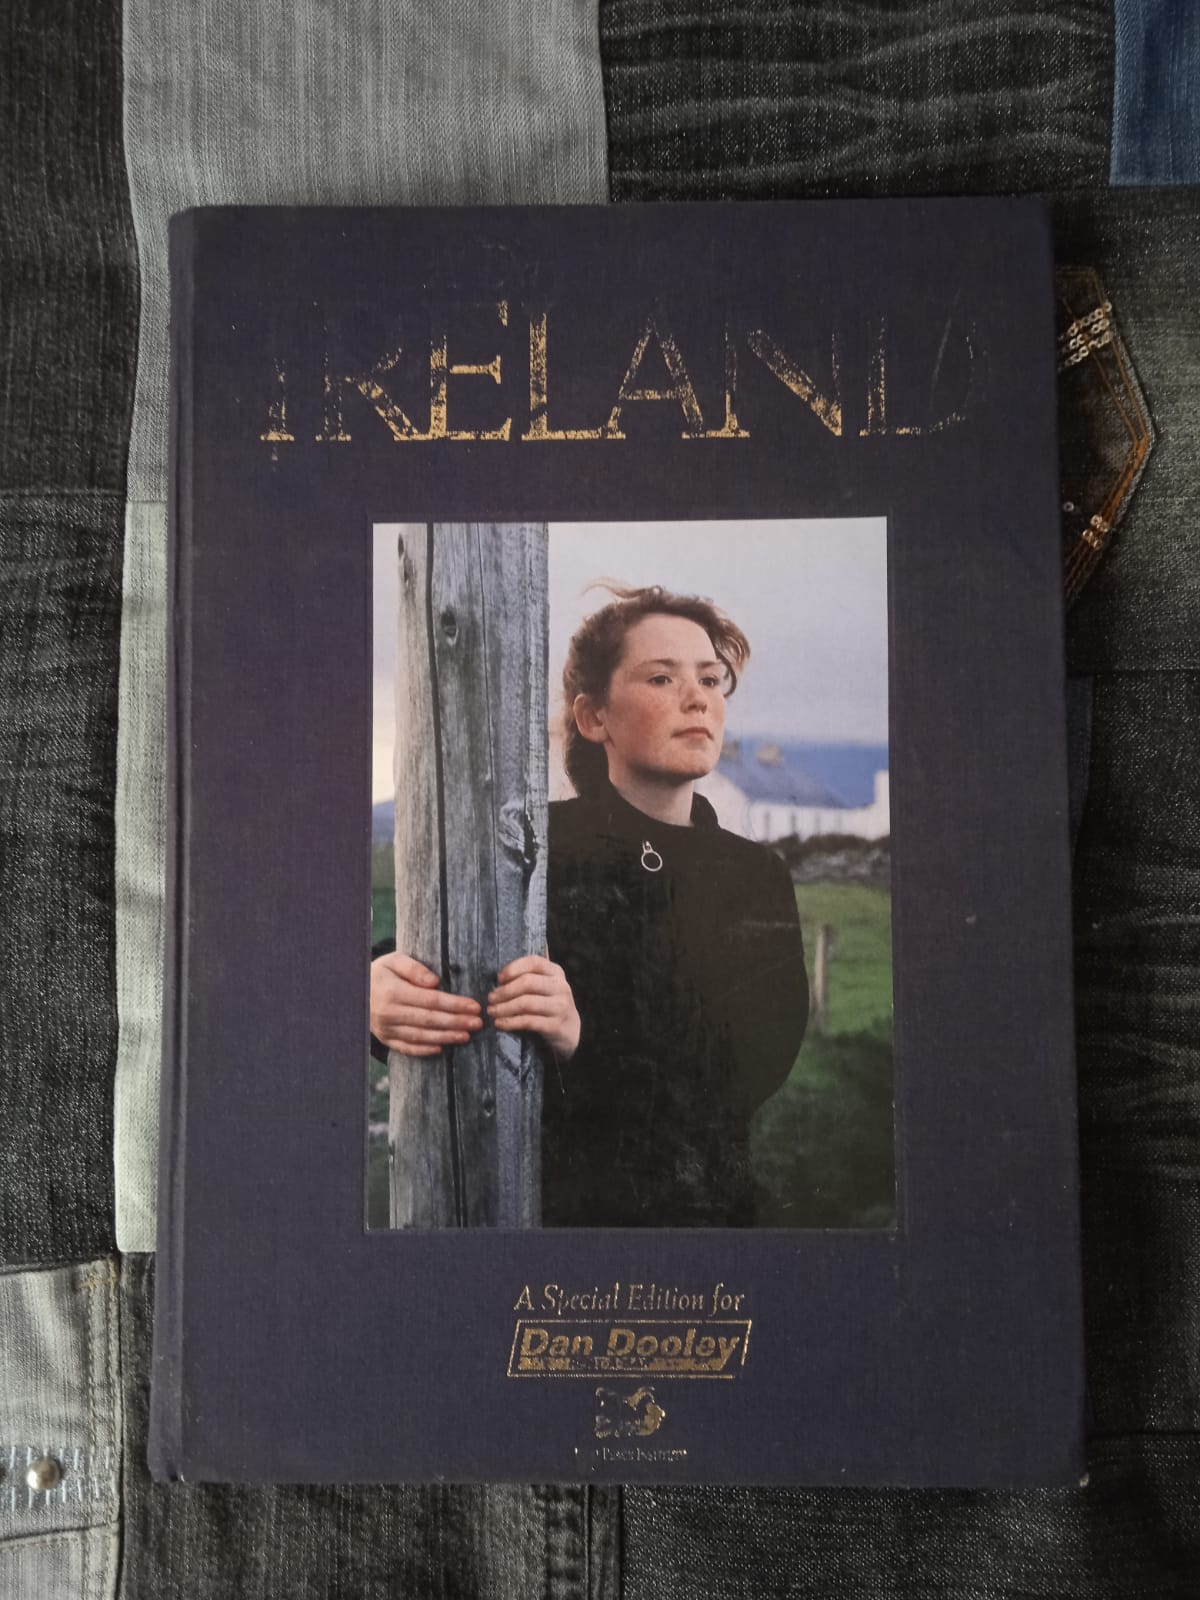 IRELAND
A Special Edition for
Dan Dooley